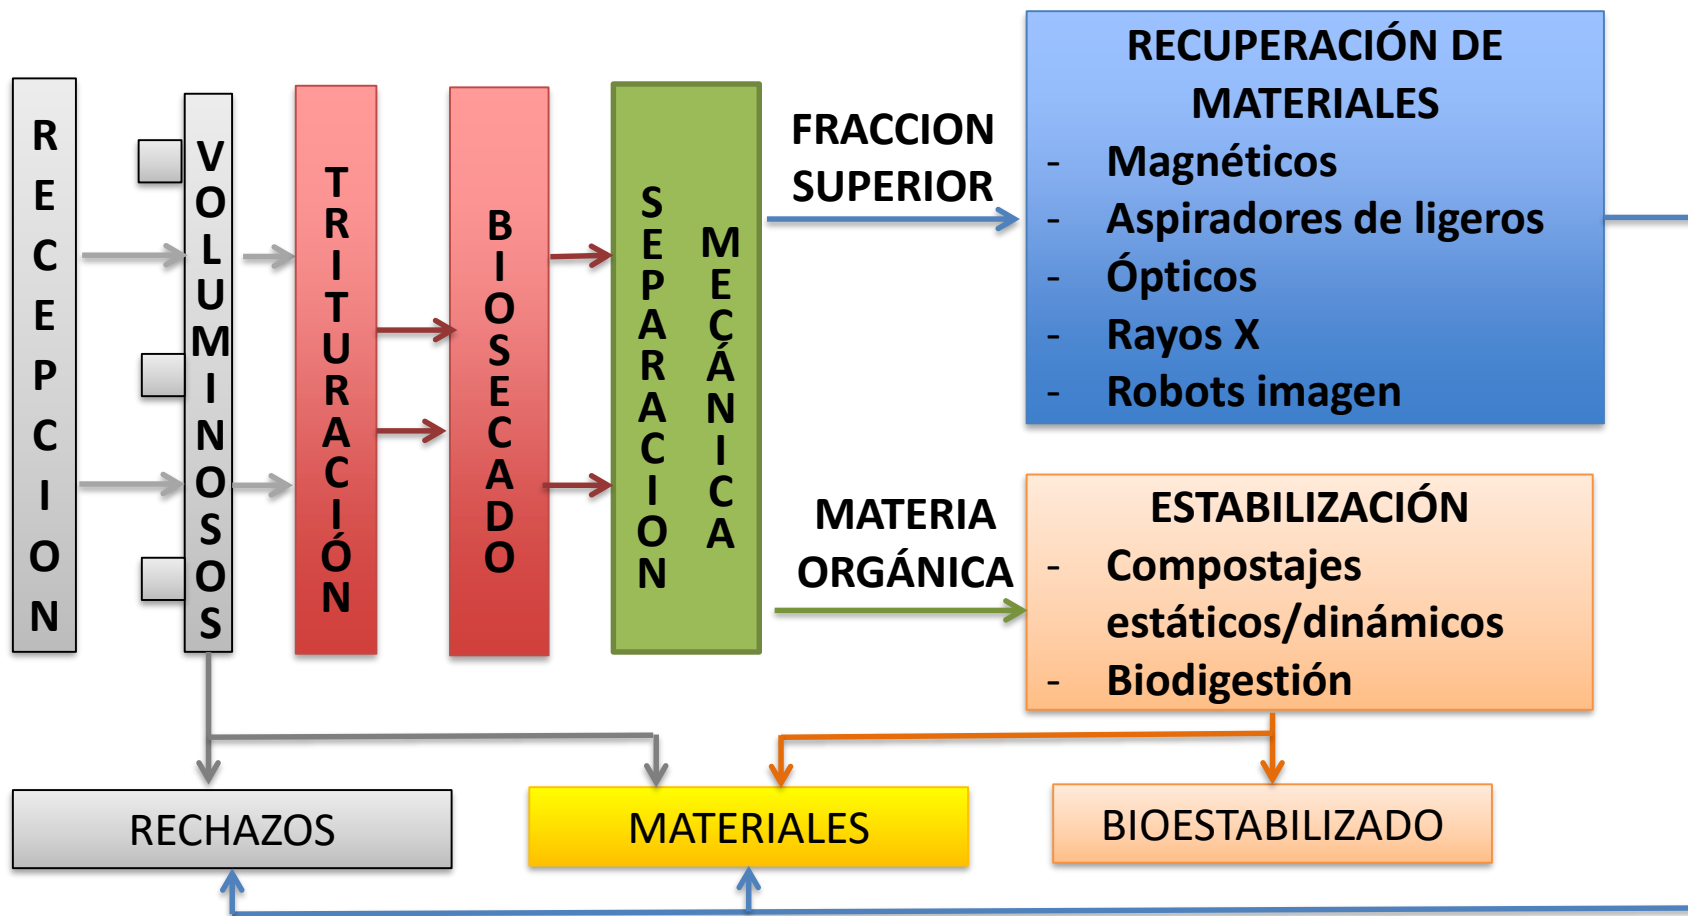 RECEPCION
VOLUMINOSOS
TRITURACIÓN
BIOSECADO
SEPARACION
MECÁNICA
FRACCION
SUPERIOR
RECUPERACIÓN DE
MATERIALES
- Magnéticos
- Aspiradores de ligeros
- Ópticos
- Rayos X
- Robots imagen
MATERIA
ORGÁNICA
ESTABILIZACIÓN
- Compostajes
estáticos/dinámicos
- Biodigestión
RECHAZOS
MATERIALES
BIOESTABILIZADO